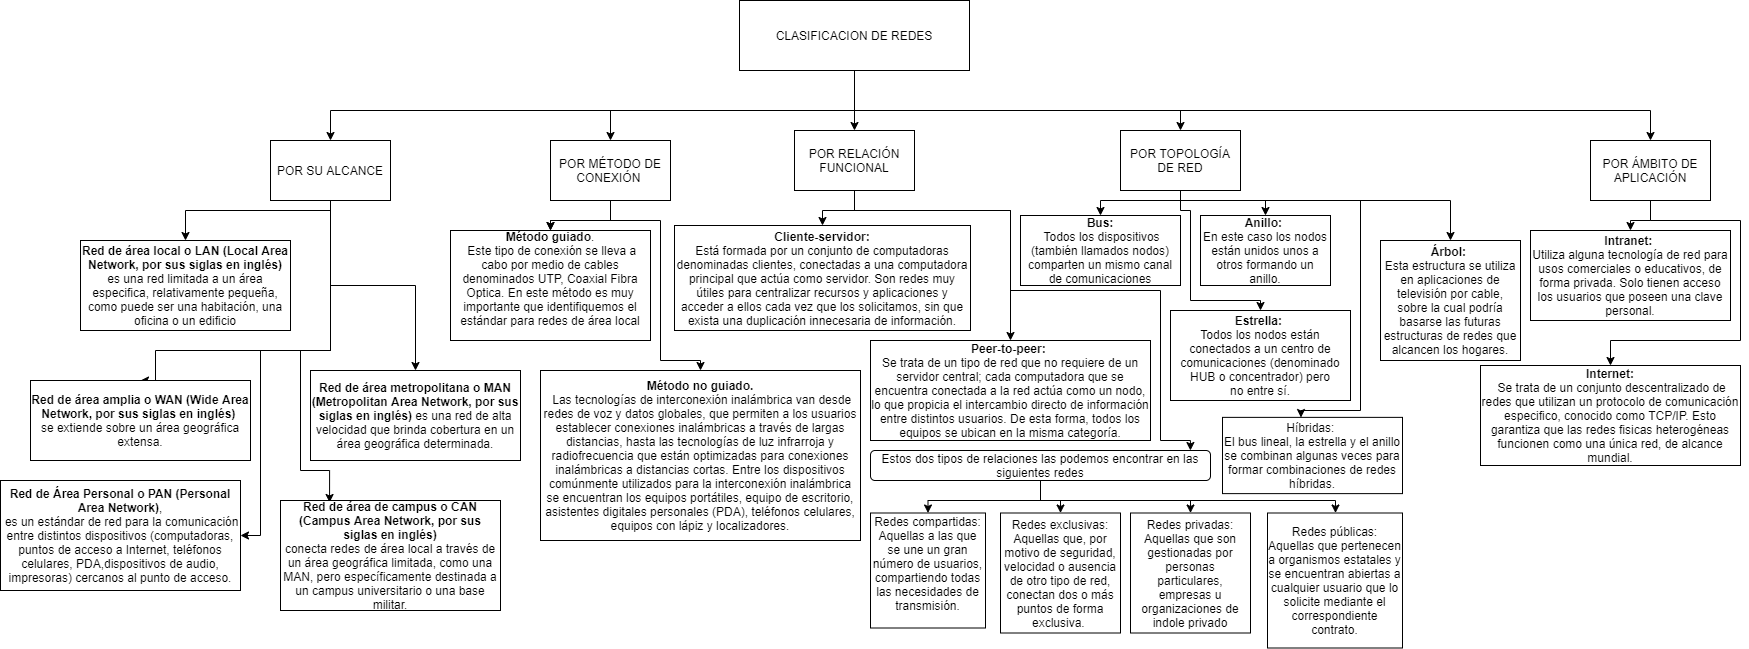 CLASIFICACION DE REDES
POR SU ALCANCE
POR MÉTODO DE
CONEXIÓN
POR RELACIÓN
FUNCIONAL
POR TOPOLOGÍA
DE RED
POR ÁMBITO DE
APLICACIÓN
Red de área local o LAN (Local Area
Network, por sus siglas en inglés)
es una red limitada a un área
especifica, relativamente pequeña,
como puede ser una habitación, una
oficina o un edificio
Red de área amplia o WAN (Wide Area
Network, por sus siglas en inglés)
se extiende sobre un área geográfica
extensa.
Red de área metropolitana o MAN
(Metropolitan Area Network, por sus
siglas en inglés) es una red de alta
velocidad que brinda cobertura en un
área geográfica determinada.
Red de Área Personal o PAN (Personal
Area Network),
es un estándar de red para la comunicación
entre distintos dispositivos (computadoras,
puntos de acceso a Internet, teléfonos
celulares, PDA,dispositivos de audio,
impresoras) cercanos al punto de acceso.
Red de área de campus o CAN
(Campus Area Network, por sus
siglas en inglés)
conecta redes de área local a través de
un área geográfica limitada, como una
MAN, pero específicamente destinada a
un campus universitario o una base
militar.
Método guiado.
Este tipo de conexión se lleva a
cabo por medio de cables
denominados UTP, Coaxial Fibra
Optica. En este método es muy
importante que identifiquemos el
estándar para redes de área local
Método no guiado.
Las tecnologías de interconexión inalámbrica van desde
redes de voz y datos globales, que permiten a los usuarios
establecer conexiones inalámbricas a través de largas
distancias, hasta las tecnologías de luz infrarroja y
radiofrecuencia que están optimizadas para conexiones
inalámbricas a distancias cortas. Entre los dispositivos
comúnmente utilizados para la interconexión inalámbrica
se encuentran los equipos portátiles, equipo de escritorio,
asistentes digitales personales (PDA), teléfonos celulares,
equipos con lápiz y localizadores.
Cliente-servidor:
Está formada por un conjunto de computadoras
denominadas clientes, conectadas a una computadora
principal que actúa como servidor. Son redes muy
útiles para centralizar recursos y aplicaciones y
acceder a ellos cada vez que los solicitamos, sin que
exista una duplicación innecesaria de información.
Peer-to-peer:
Se trata de un tipo de red que no requiere de un
servidor central; cada computadora que se
encuentra conectada a la red actúa como un nodo,
lo que propicia el intercambio directo de información
entre distintos usuarios. De esta forma, todos los
equipos se ubican en la misma categoría.
Estos dos tipos de relaciones las podemos encontrar en las
siguientes redes
Redes compartidas:
Aquellas a las que
se une un gran
número de usuarios,
compartiendo todas
las necesidades de
transmisión.
Redes exclusivas:
Aquellas que, por
motivo de seguridad,
velocidad o ausencia
de otro tipo de red,
conectan dos o más
puntos de forma
exclusiva.
Redes privadas:
Aquellas que son
gestionadas por
personas
particulares,
empresas u
organizaciones de
indole privado
Redes públicas:
Aquellas que pertenecen
a organismos estatales y
se encuentran abiertas a
cualquier usuario que lo
solicite mediante el
correspondiente
contrato.
Bus:
Todos los dispositivos
(también llamados nodos)
comparten un mismo canal
de comunicaciones
Anillo:
En este caso los nodos
están unidos unos a
otros formando un
anillo.
Estrella:
Todos los nodos están
conectados a un centro de
comunicaciones (denominado
HUB o concentrador) pero
no entre sí.
Híbridas:
El bus lineal, la estrella y el anillo
se combinan algunas veces para
formar combinaciones de redes
híbridas.
Árbol:
Esta estructura se utiliza
en aplicaciones de
televisión por cable,
sobre la cual podría
basarse las futuras
estructuras de redes que
alcancen los hogares.
Intranet:
Utiliza alguna tecnología de red para
usos comerciales o educativos, de
forma privada. Solo tienen acceso
los usuarios que poseen una clave
personal.
Internet:
Se trata de un conjunto descentralizado de
redes que utilizan un protocolo de comunicación
especifico, conocido como TCP/IP. Esto
garantiza que las redes fisicas heterogéneas
funcionen como una única red, de alcance
mundial.